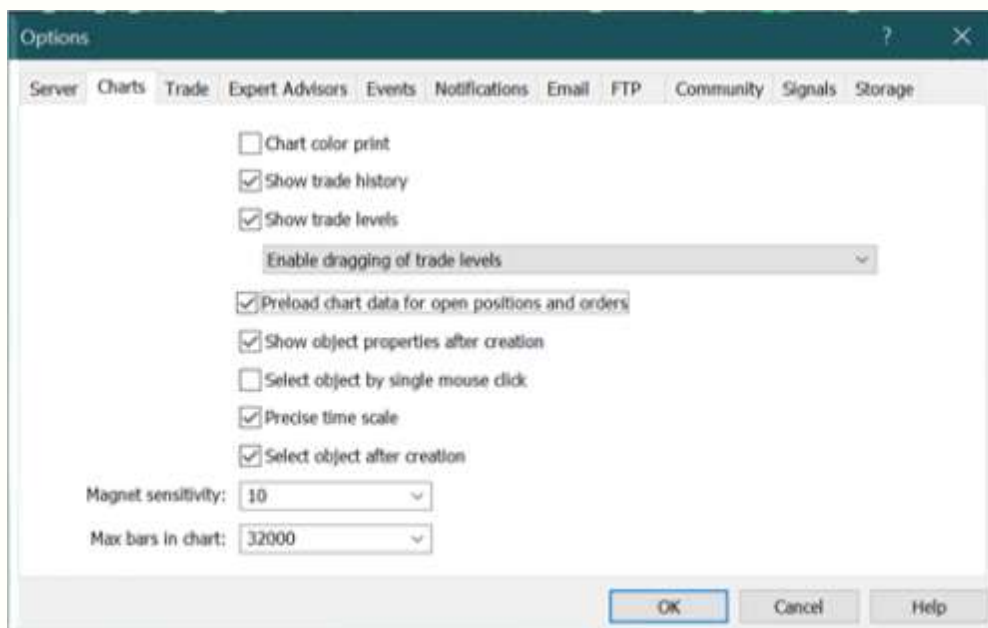 Options
Server Charts Trade Expert Advisors Events Notifications Email FTP Community Signals Storage
Chart color print
Show trade history
Show trade levels
Enable dragging of trade levels
Preload chart data for open positions and orders
Show object properties after creation
Select object by single mouse click
Precise time scale
Select object after creation
Magnet sensitivity: 10
Max bars in chart: 32000
OK Cancel Help